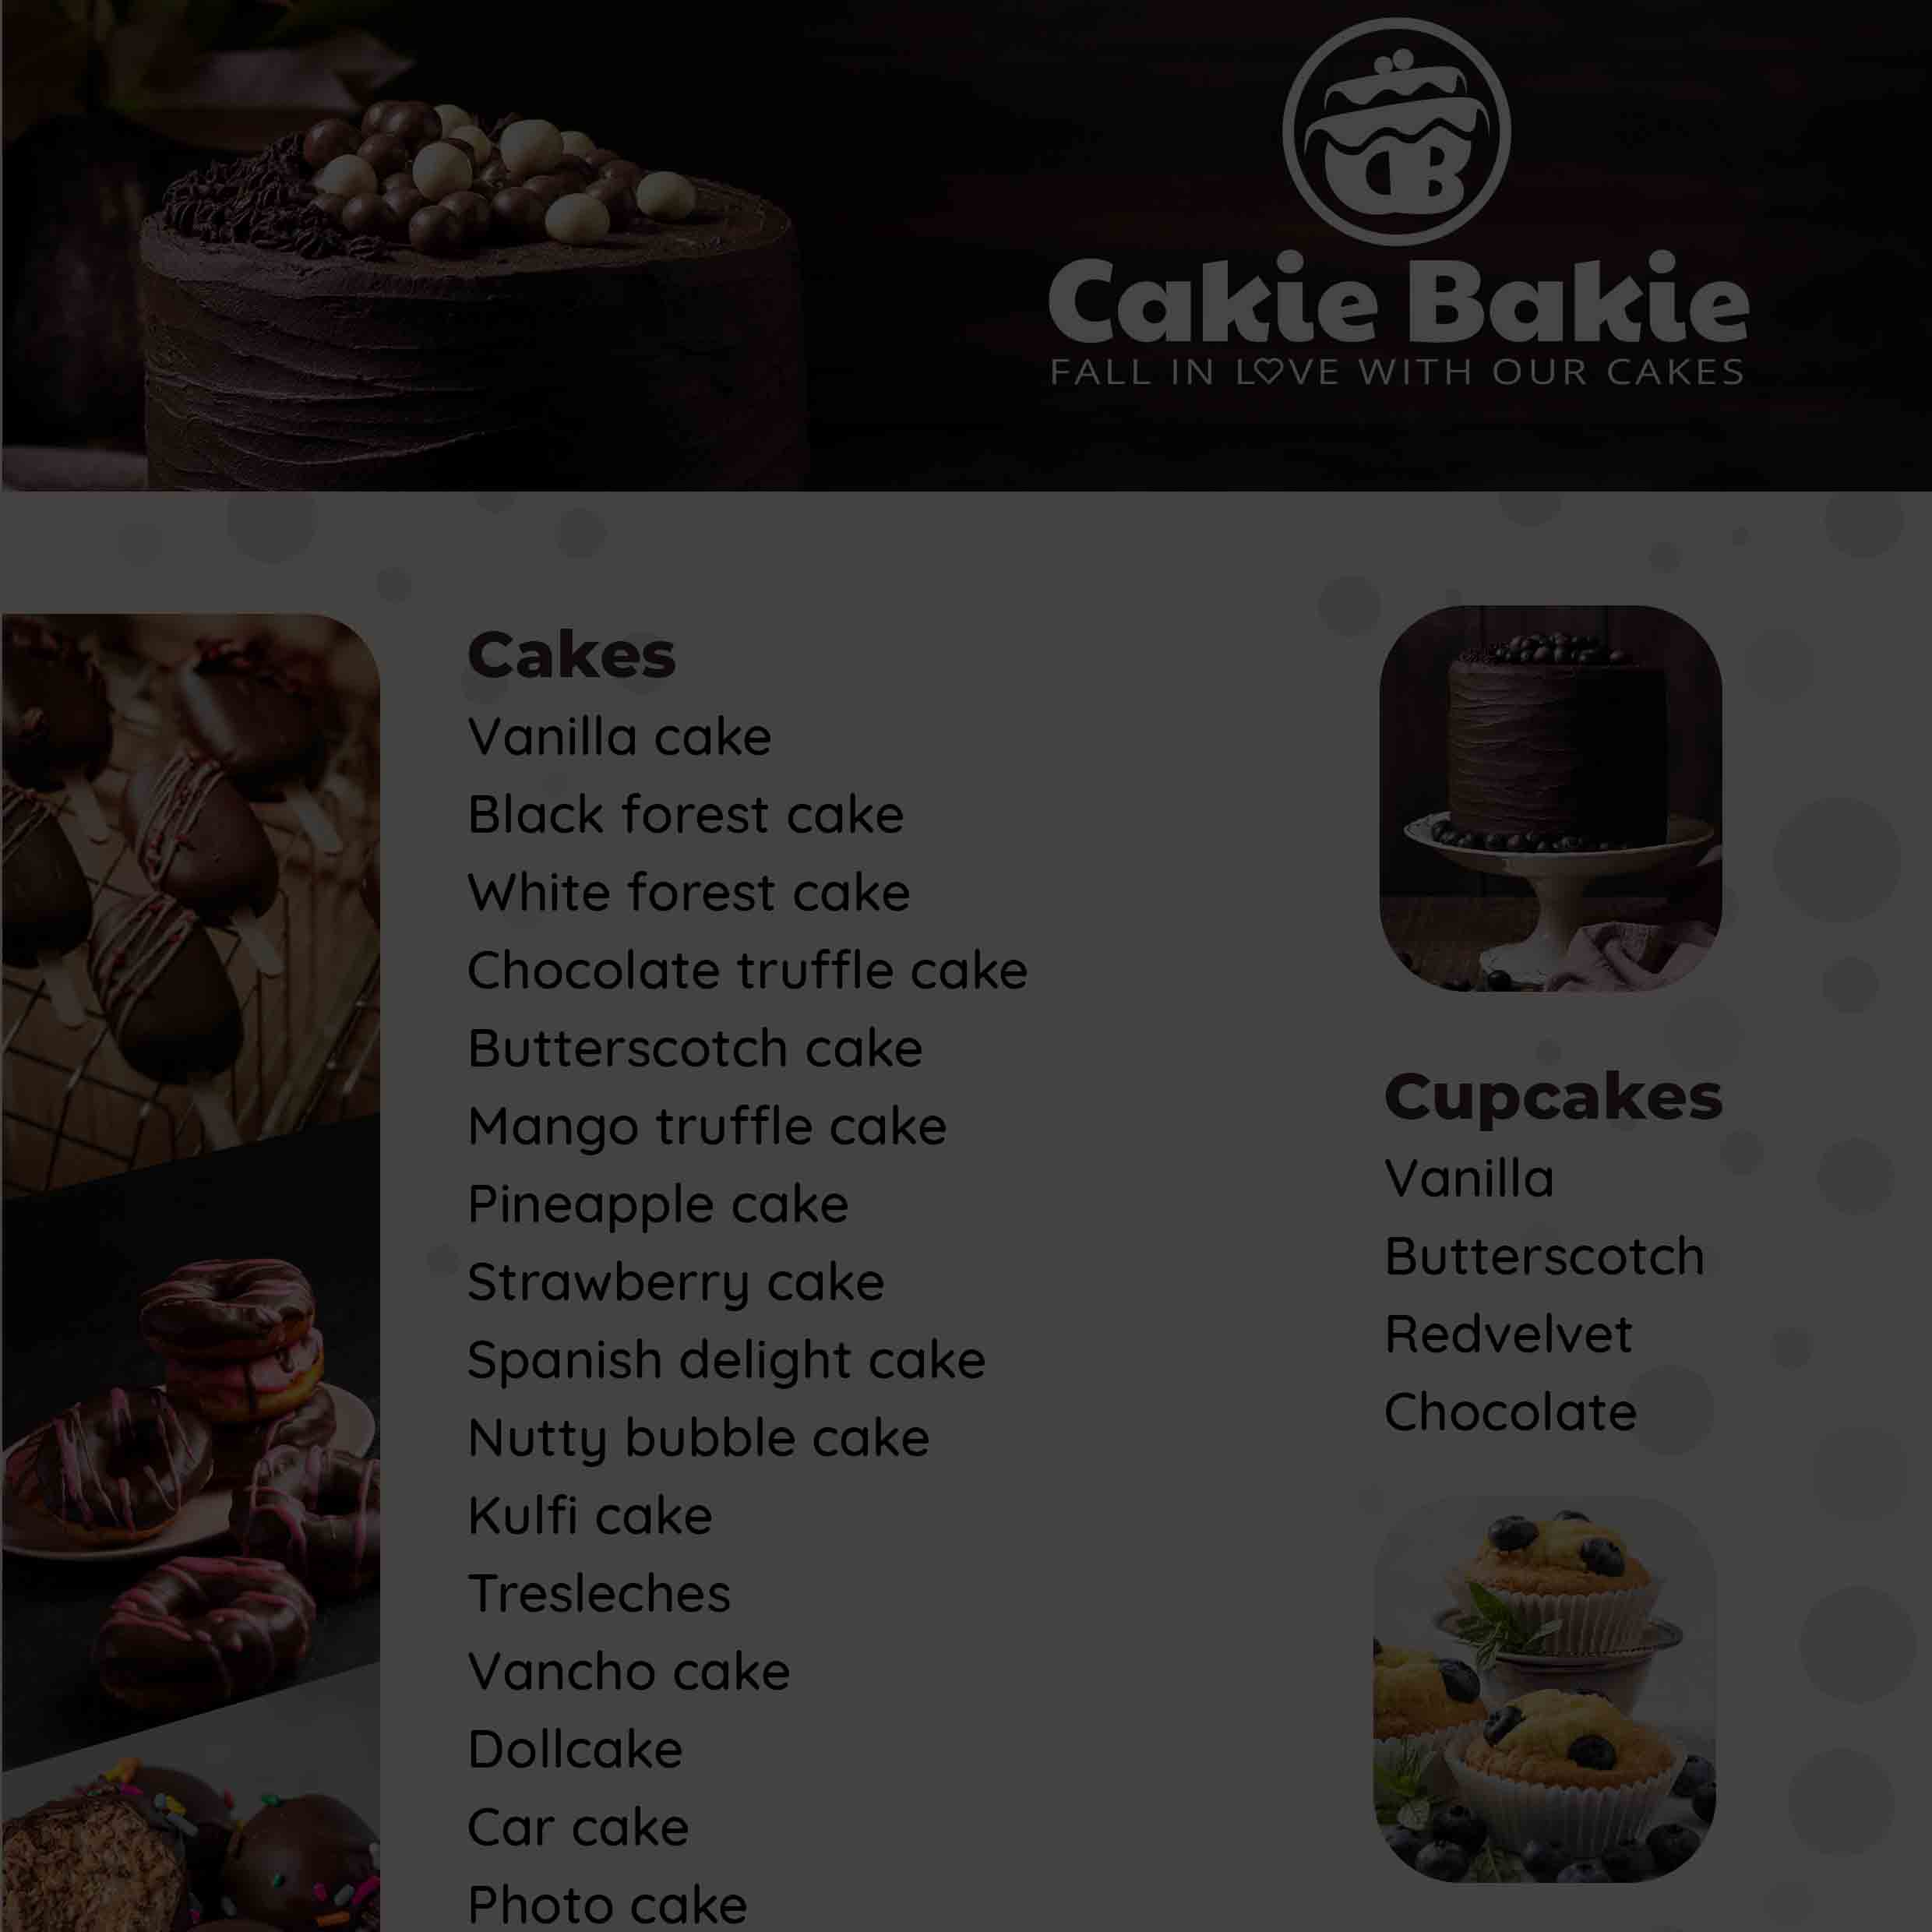 Cakie Bakie
FALL IN LOVE WITH OUR CAKES
Cakes
Vanilla cake
Black forest cake
White forest cake
Chocolate truffle cake
Butterscotch cake
Mango truffle cake
Pineapple cake
Strawberry cake
Spanish delight cake
Nutty bubble cake
Kulfi cake
Tresleches
Vancho cake
Dollcake
Car cake
Photo cake
Cupcakes
Vanilla
Butterscotch
Redvelvet
Chocolate